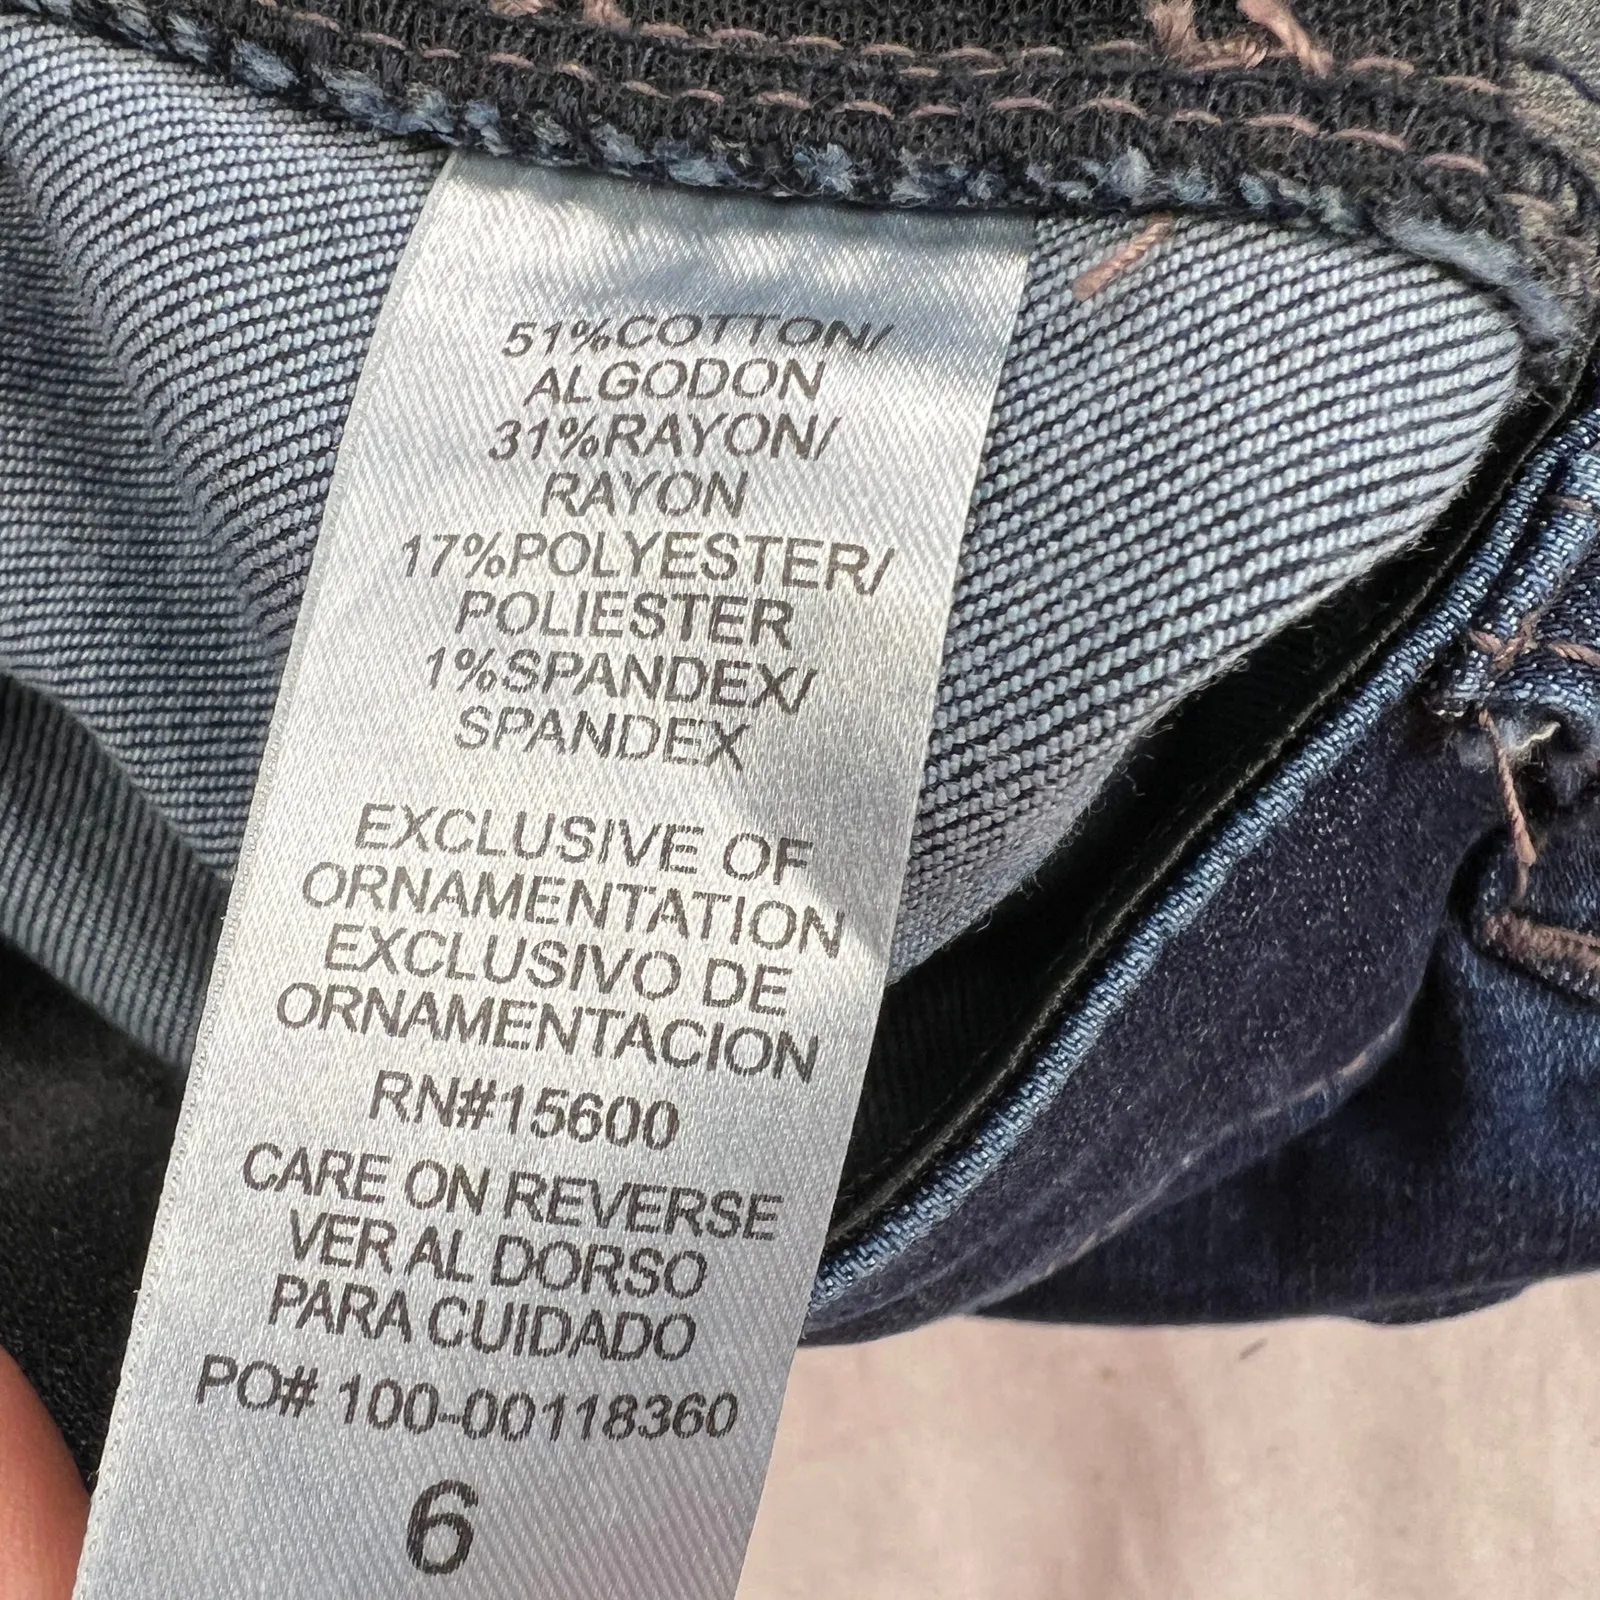 51%COTTON/
ALGODON
31%RAYON/
RAYON
17%POLYESTER/
POLIESTER
1%SPANDEX/
SPANDEX
EXCLUSIVE OF
ORNAMENTATION
EXCLUSIVO DE
ORNAMENTACION
RN#15600
CARE ON REVERSE
VER AL DORSO
PARA CUIDADO
PO# 100-00118360
6